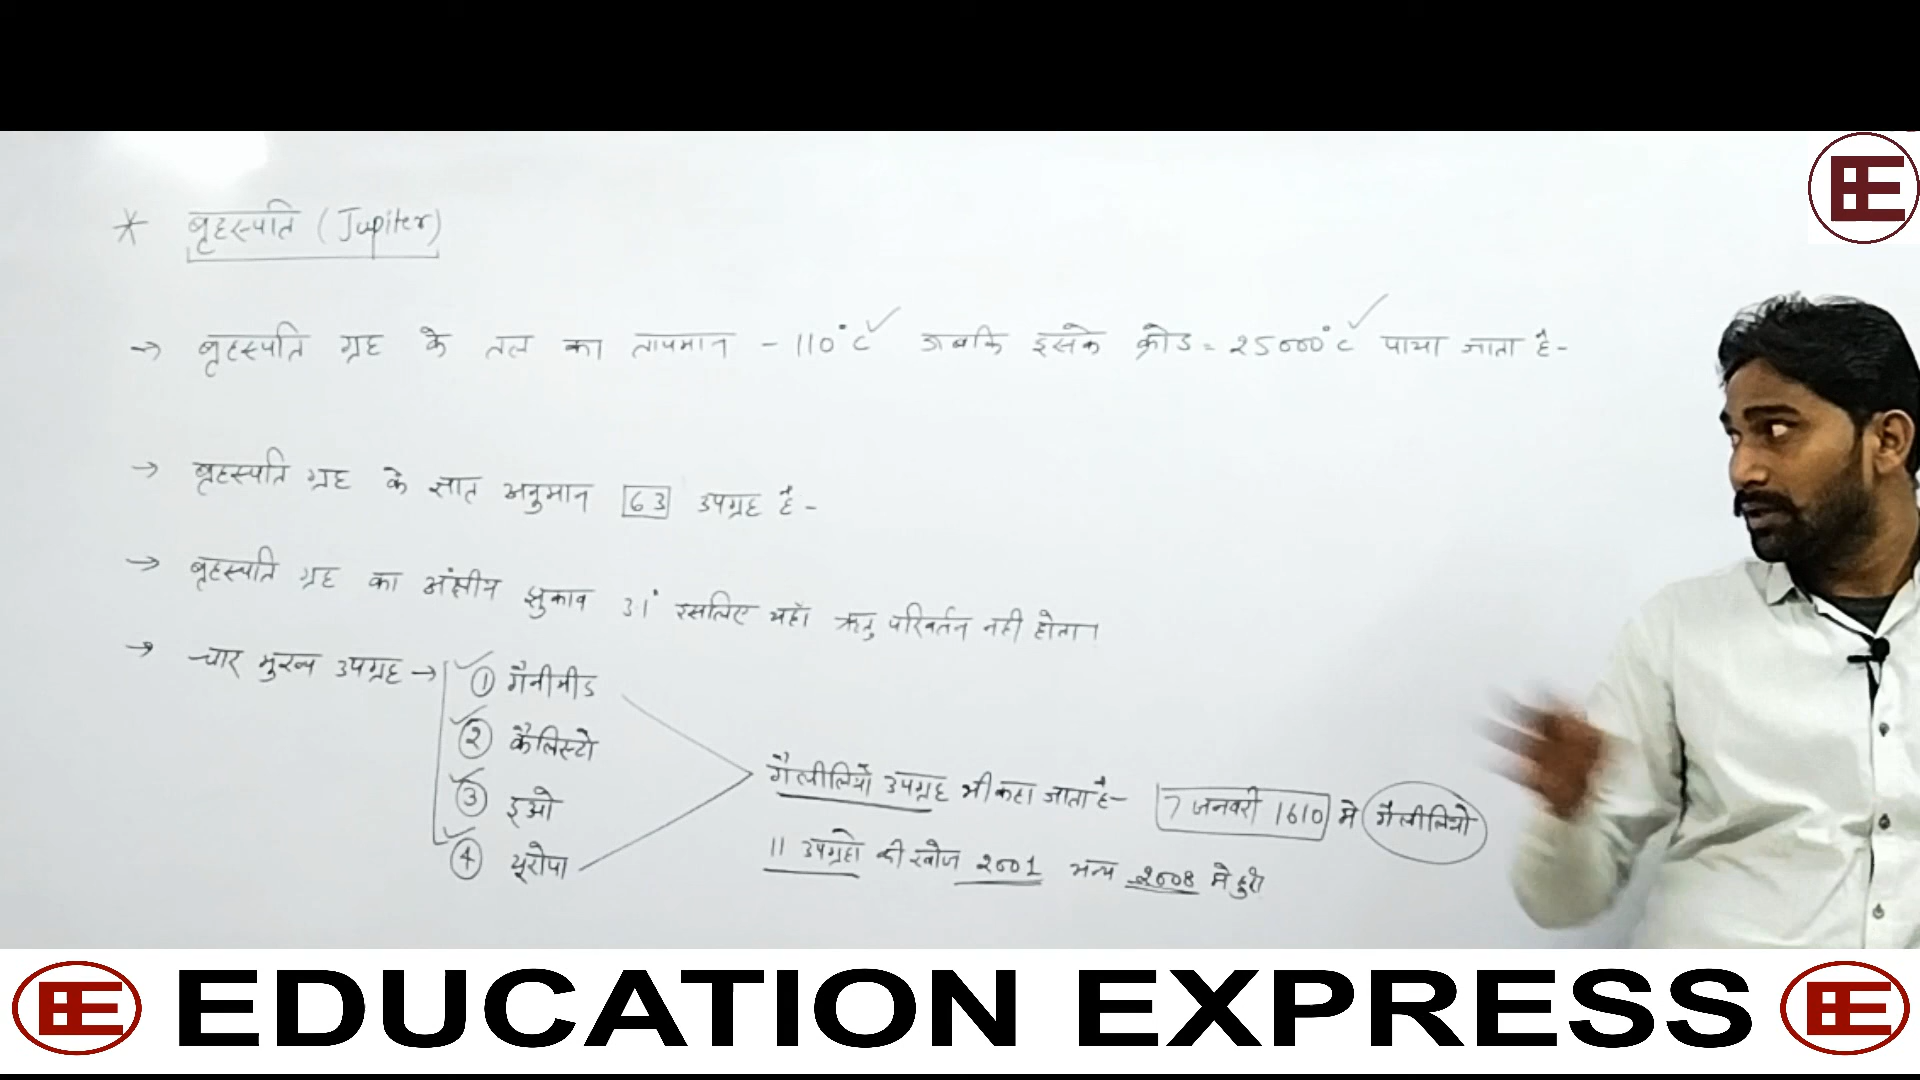 * बृहस्पति (Jupiter)
→ बृहस्पति ग्रह के तल का तापमान - 110°C जबकि इसके क्रोड = 25000°C पाया जाता है -
→ बृहस्पति ग्रह के ज्ञात अनुमान 63 उपग्रह है -
→ बृहस्पति ग्रह का अक्षीय झुकाव 3.1° इसलिए यहाँ ऋतु परिवर्तन नही होता।
→ चार मुख्य उपग्रह →
① गैनीमीड
② कैलिस्टो
③ इओ
④ यूरोपा
गैलीलियो उपग्रह भी कहा जाता है - 7 जनवरी 1610 मे गैलीलियो
11 उपग्रहो की खोज 2001 अन्य 2008 मे हुई
EDUCATION EXPRESS